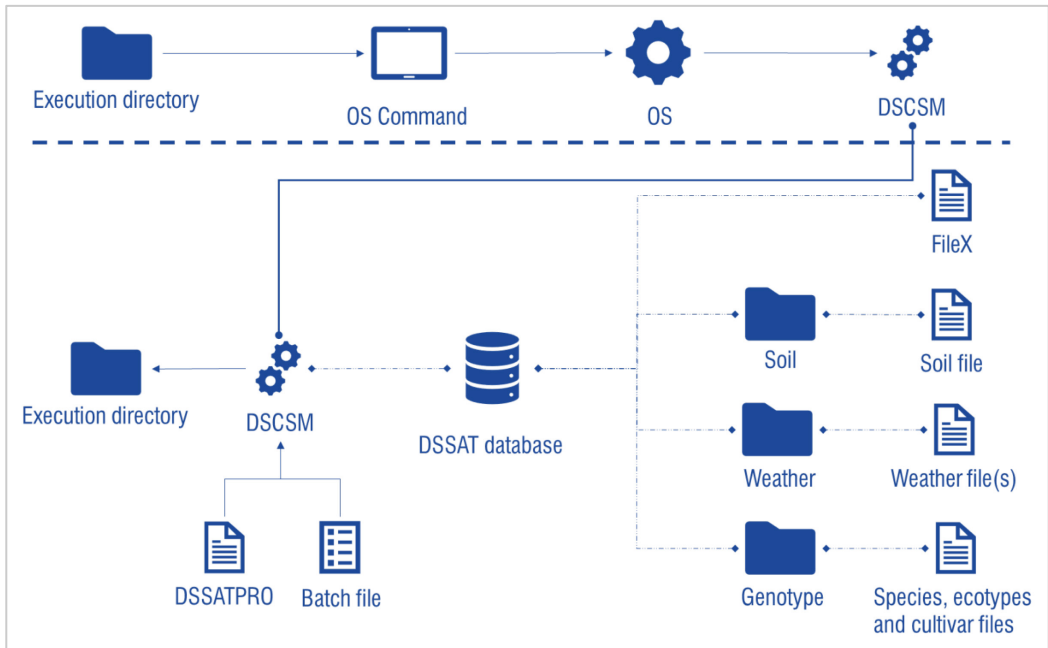 Execution directory
OS Command
OS
DSCSM
FileX
Soil
Soil file
Execution directory
DSCSM
DSSAT database
Weather
Weather file(s)
DSSATPRO
Batch file
Genotype
Species, ecotypes
and cultivar files